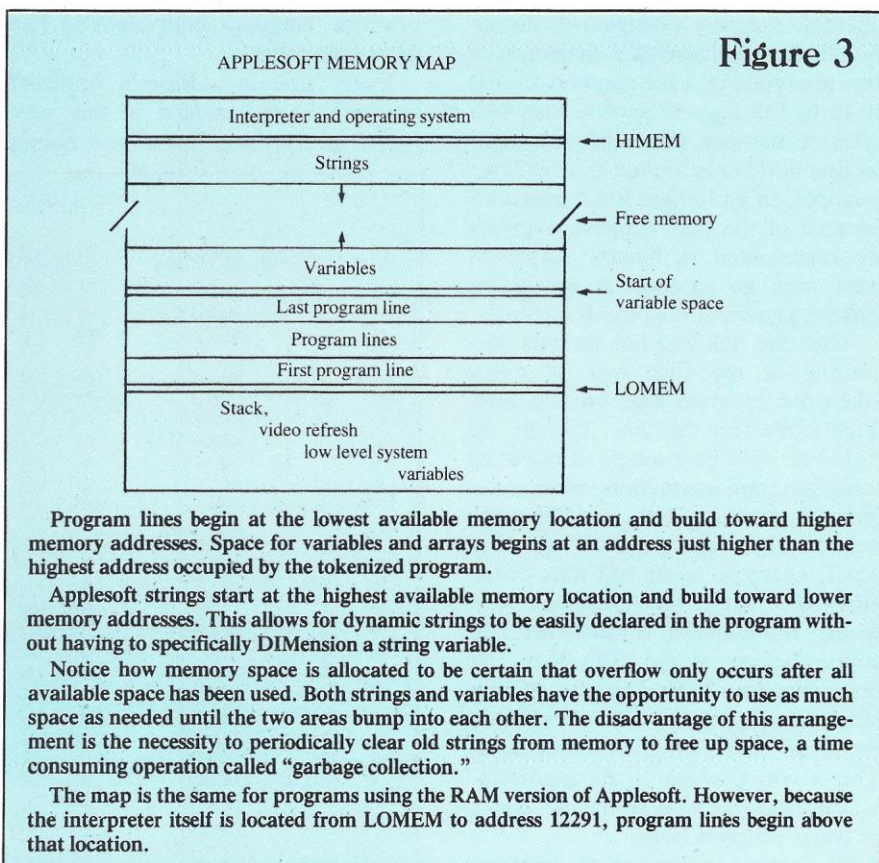 Figure 3
APPLESOFT MEMORY MAP
Interpreter and operating system
HIMEM
Strings
Free memory
Variables
Start of
variable space
Last program line
Program lines
First program line
LOMEM
Stack,
video refresh
low level system
variables
Program lines begin at the lowest available memory location and build toward higher
memory addresses. Space for variables and arrays begins at an address just higher than the
highest address occupied by the tokenized program.
Applesoft strings start at the highest available memory location and build toward lower
memory addresses. This allows for dynamic strings to be easily declared in the program with-
out having to specifically DIMension a string variable.
Notice how memory space is allocated to be certain that overflow only occurs after all
available space has been used. Both strings and variables have the opportunity to use as much
space as needed until the two areas bump into each other. The disadvantage of this arrange-
ment is the necessity to periodically clear old strings from memory to free up space, a time
consuming operation called “garbage collection.”
The map is the same for programs using the RAM version of Applesoft. However, because
the interpreter itself is located from LOMEM to address 12291, program lines begin above
that location.